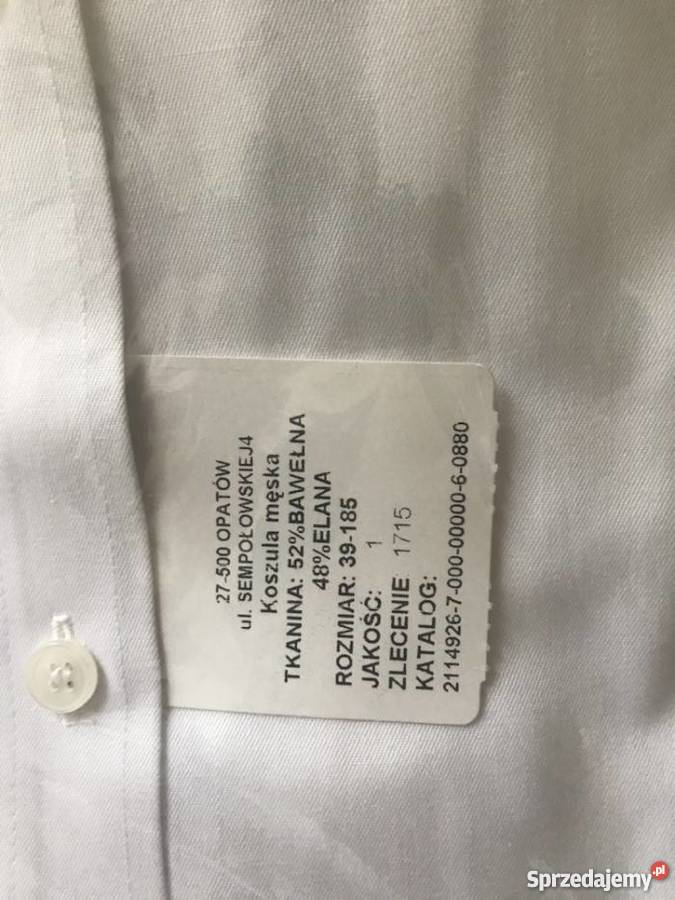 27-500 OPATÓW
ul. SEMPOŁOWSKIEJ4
Koszula męska
TKANINA: 52%BAWEŁNA
48%ELANA
ROZMIAR: 39-185
JAKOŚĆ: 1
ZLECENIE 1715
KATALOG:
2114926-7-000-00000-6-0880
Sprzedajemy.pl